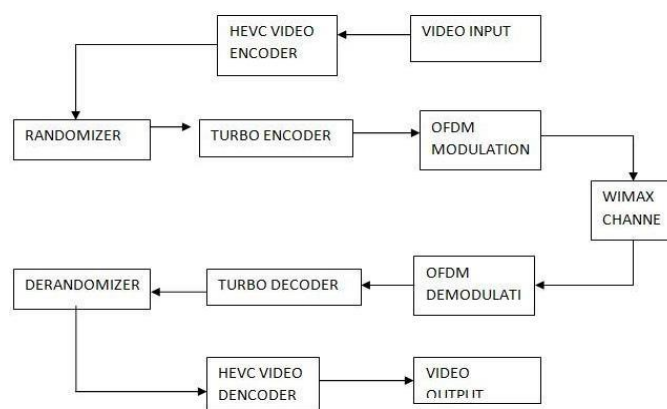 HEVC VIDEO
ENCODER
VIDEO INPUT
RANDOMIZER
TURBO ENCODER
OFDM
MODULATION
WIMAX
CHANNE
DERANDOMIZER
TURBO DECODER
OFDM
DEMODULATI
HEVC VIDEO
DENCODER
VIDEO
OUTPUT